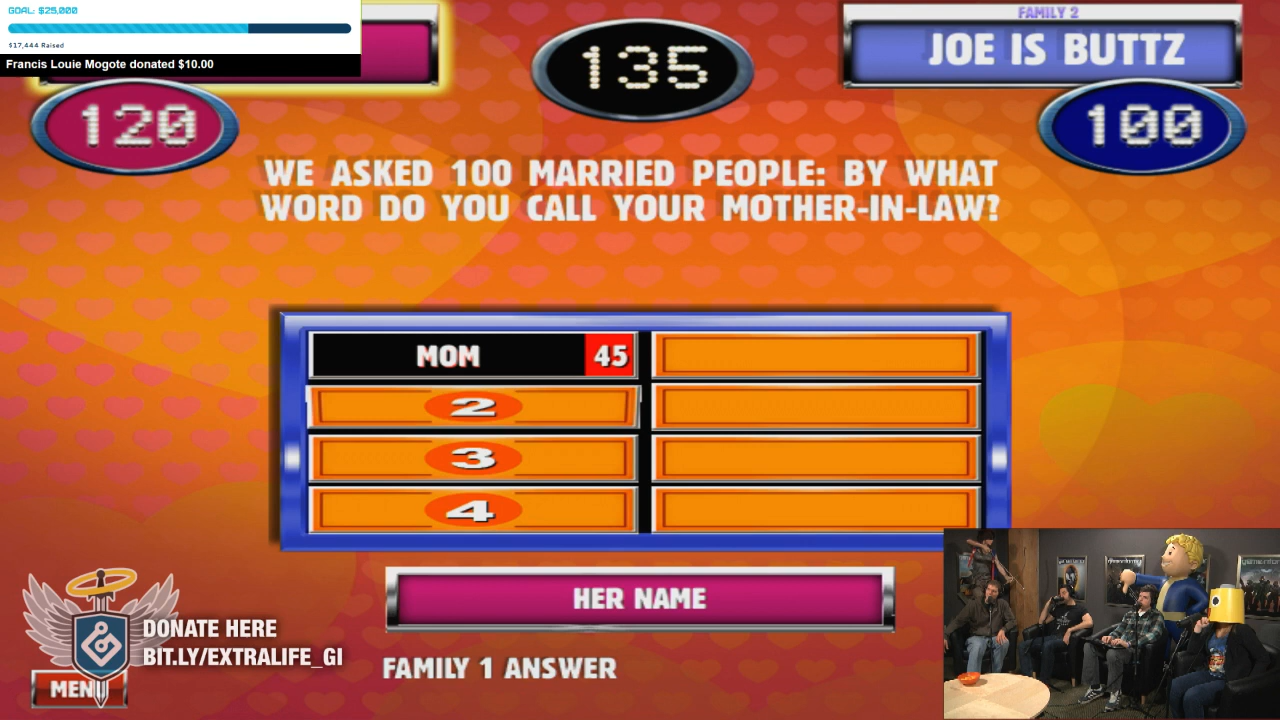 GOAL: $25,000
$17,444 Raised
Francis Louie Mogote donated $10.00
120
135
FAMILY 2
JOE IS BUTTZ
100
WE ASKED 100 MARRIED PEOPLE: BY WHAT
WORD DO YOU CALL YOUR MOTHER-IN-LAW?
MOM 45
2
3
4
HER NAME
FAMILY 1 ANSWER
DONATE HERE
BIT.LY/EXTRALIFE_GI
MENU